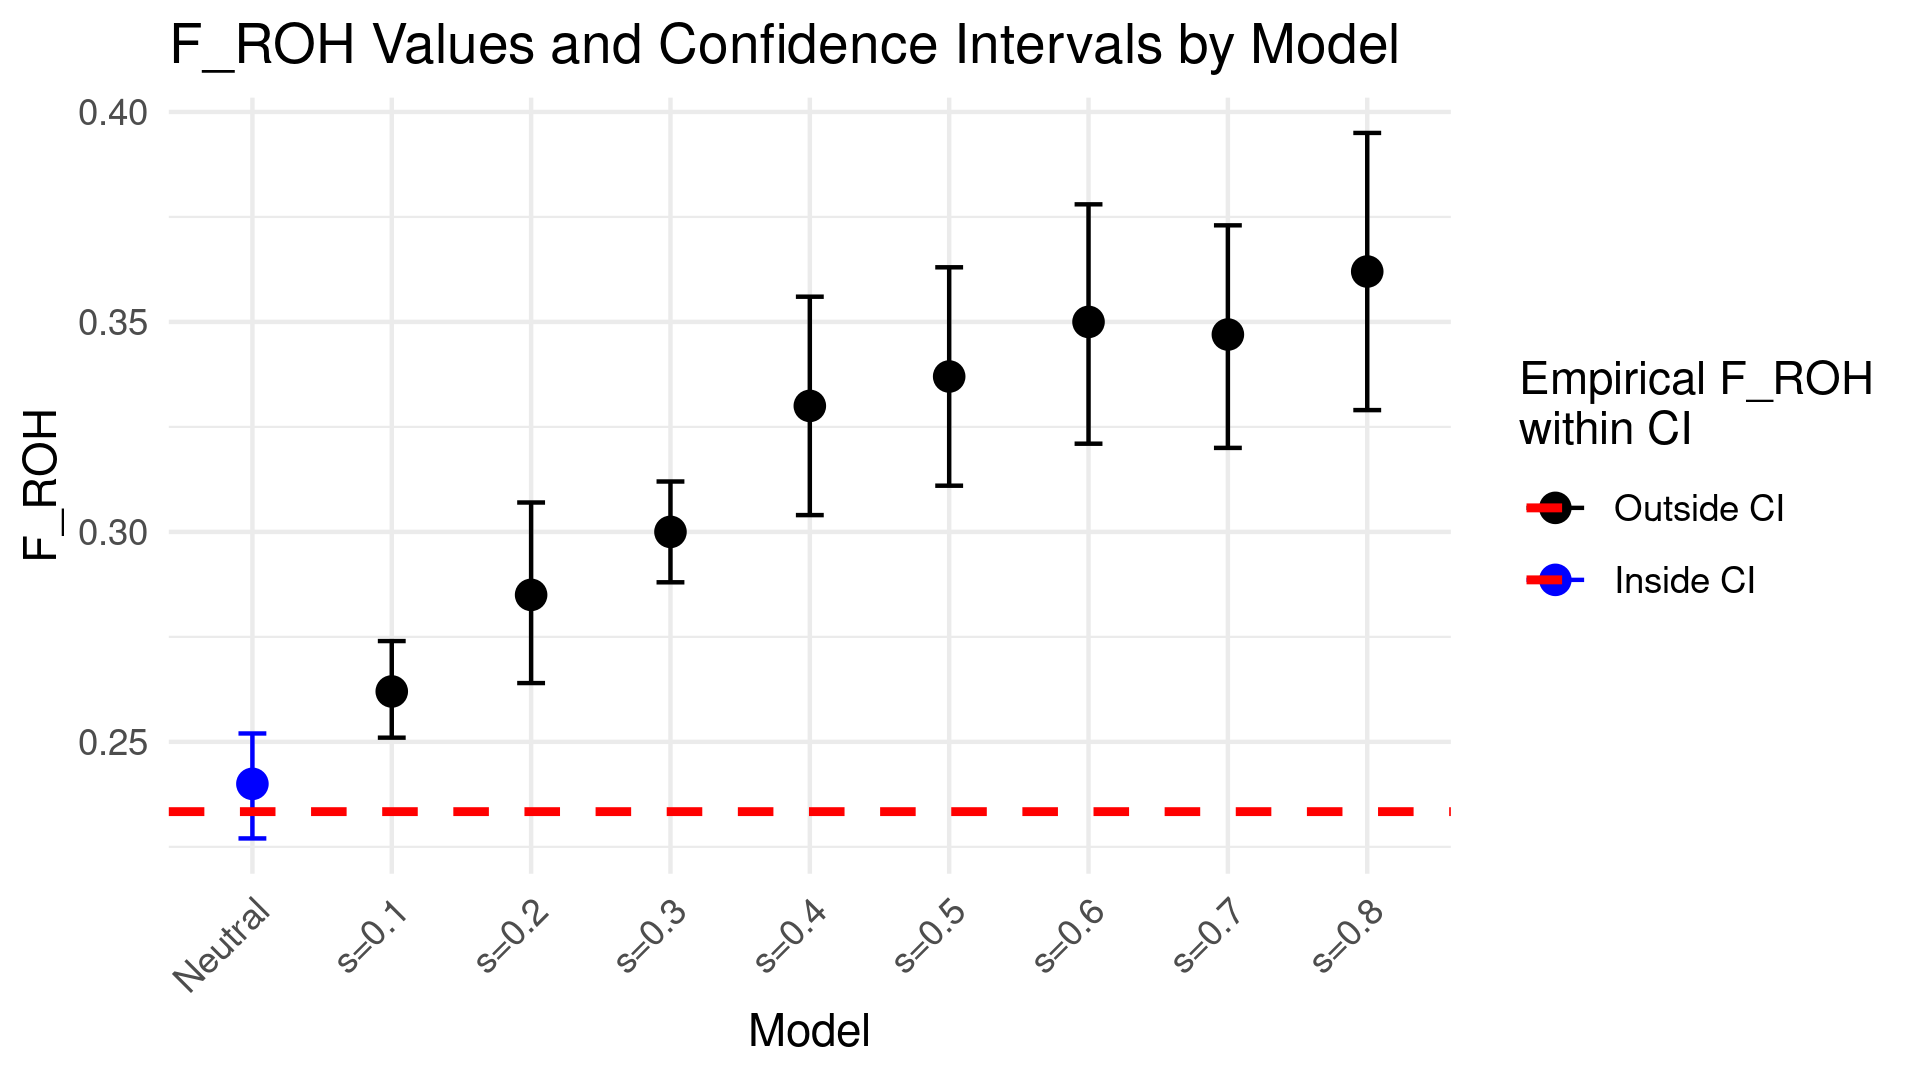 F_ROH Values and Confidence Intervals by Model
F_ROH
0.40
0.35
0.30
0.25
Neutral
s=0.1
s=0.2
s=0.3
s=0.4
s=0.5
s=0.6
s=0.7
s=0.8
Model
Empirical F_ROH
within CI
Outside CI
Inside CI